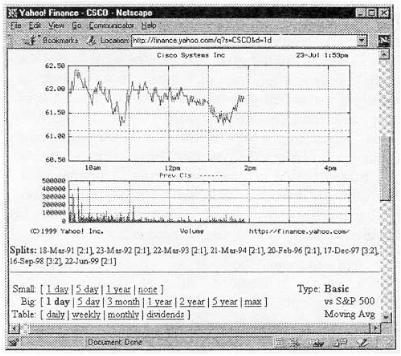 Yahoo! Finance - CSCO - Netscape
File Edit View Go Communicator Help
Bookmarks Location: http://finance.yahoo.com/q?s=CSCO&d=1d
Cisco Systems Inc 23-Jul 1:53pm
62.50
62.00
61.50
61.00
60.50
10am 12pm 2pm 4pm
Prev Cls ------
500000
400000
300000
200000
100000
0
(C)1999 Yahoo! Inc. Volume http://finance.yahoo.com/
Splits: 18-Mar-91 [2:1], 23-Mar-92 [2:1], 22-Mar-93 [2:1], 21-Mar-94 [2:1], 20-Feb-96 [2:1], 17-Dec-97 [3:2],
16-Sep-98 [3:2], 22-Jun-99 [2:1]
Small: [ 1 day | 5 day | 1 year | none ] Type: Basic
Big: [ 1 day | 5 day | 3 month | 1 year | 2 year | 5 year | max ] vs S&P 500
Table: [ daily | weekly | monthly | dividends ] Moving Avg
Document: Done